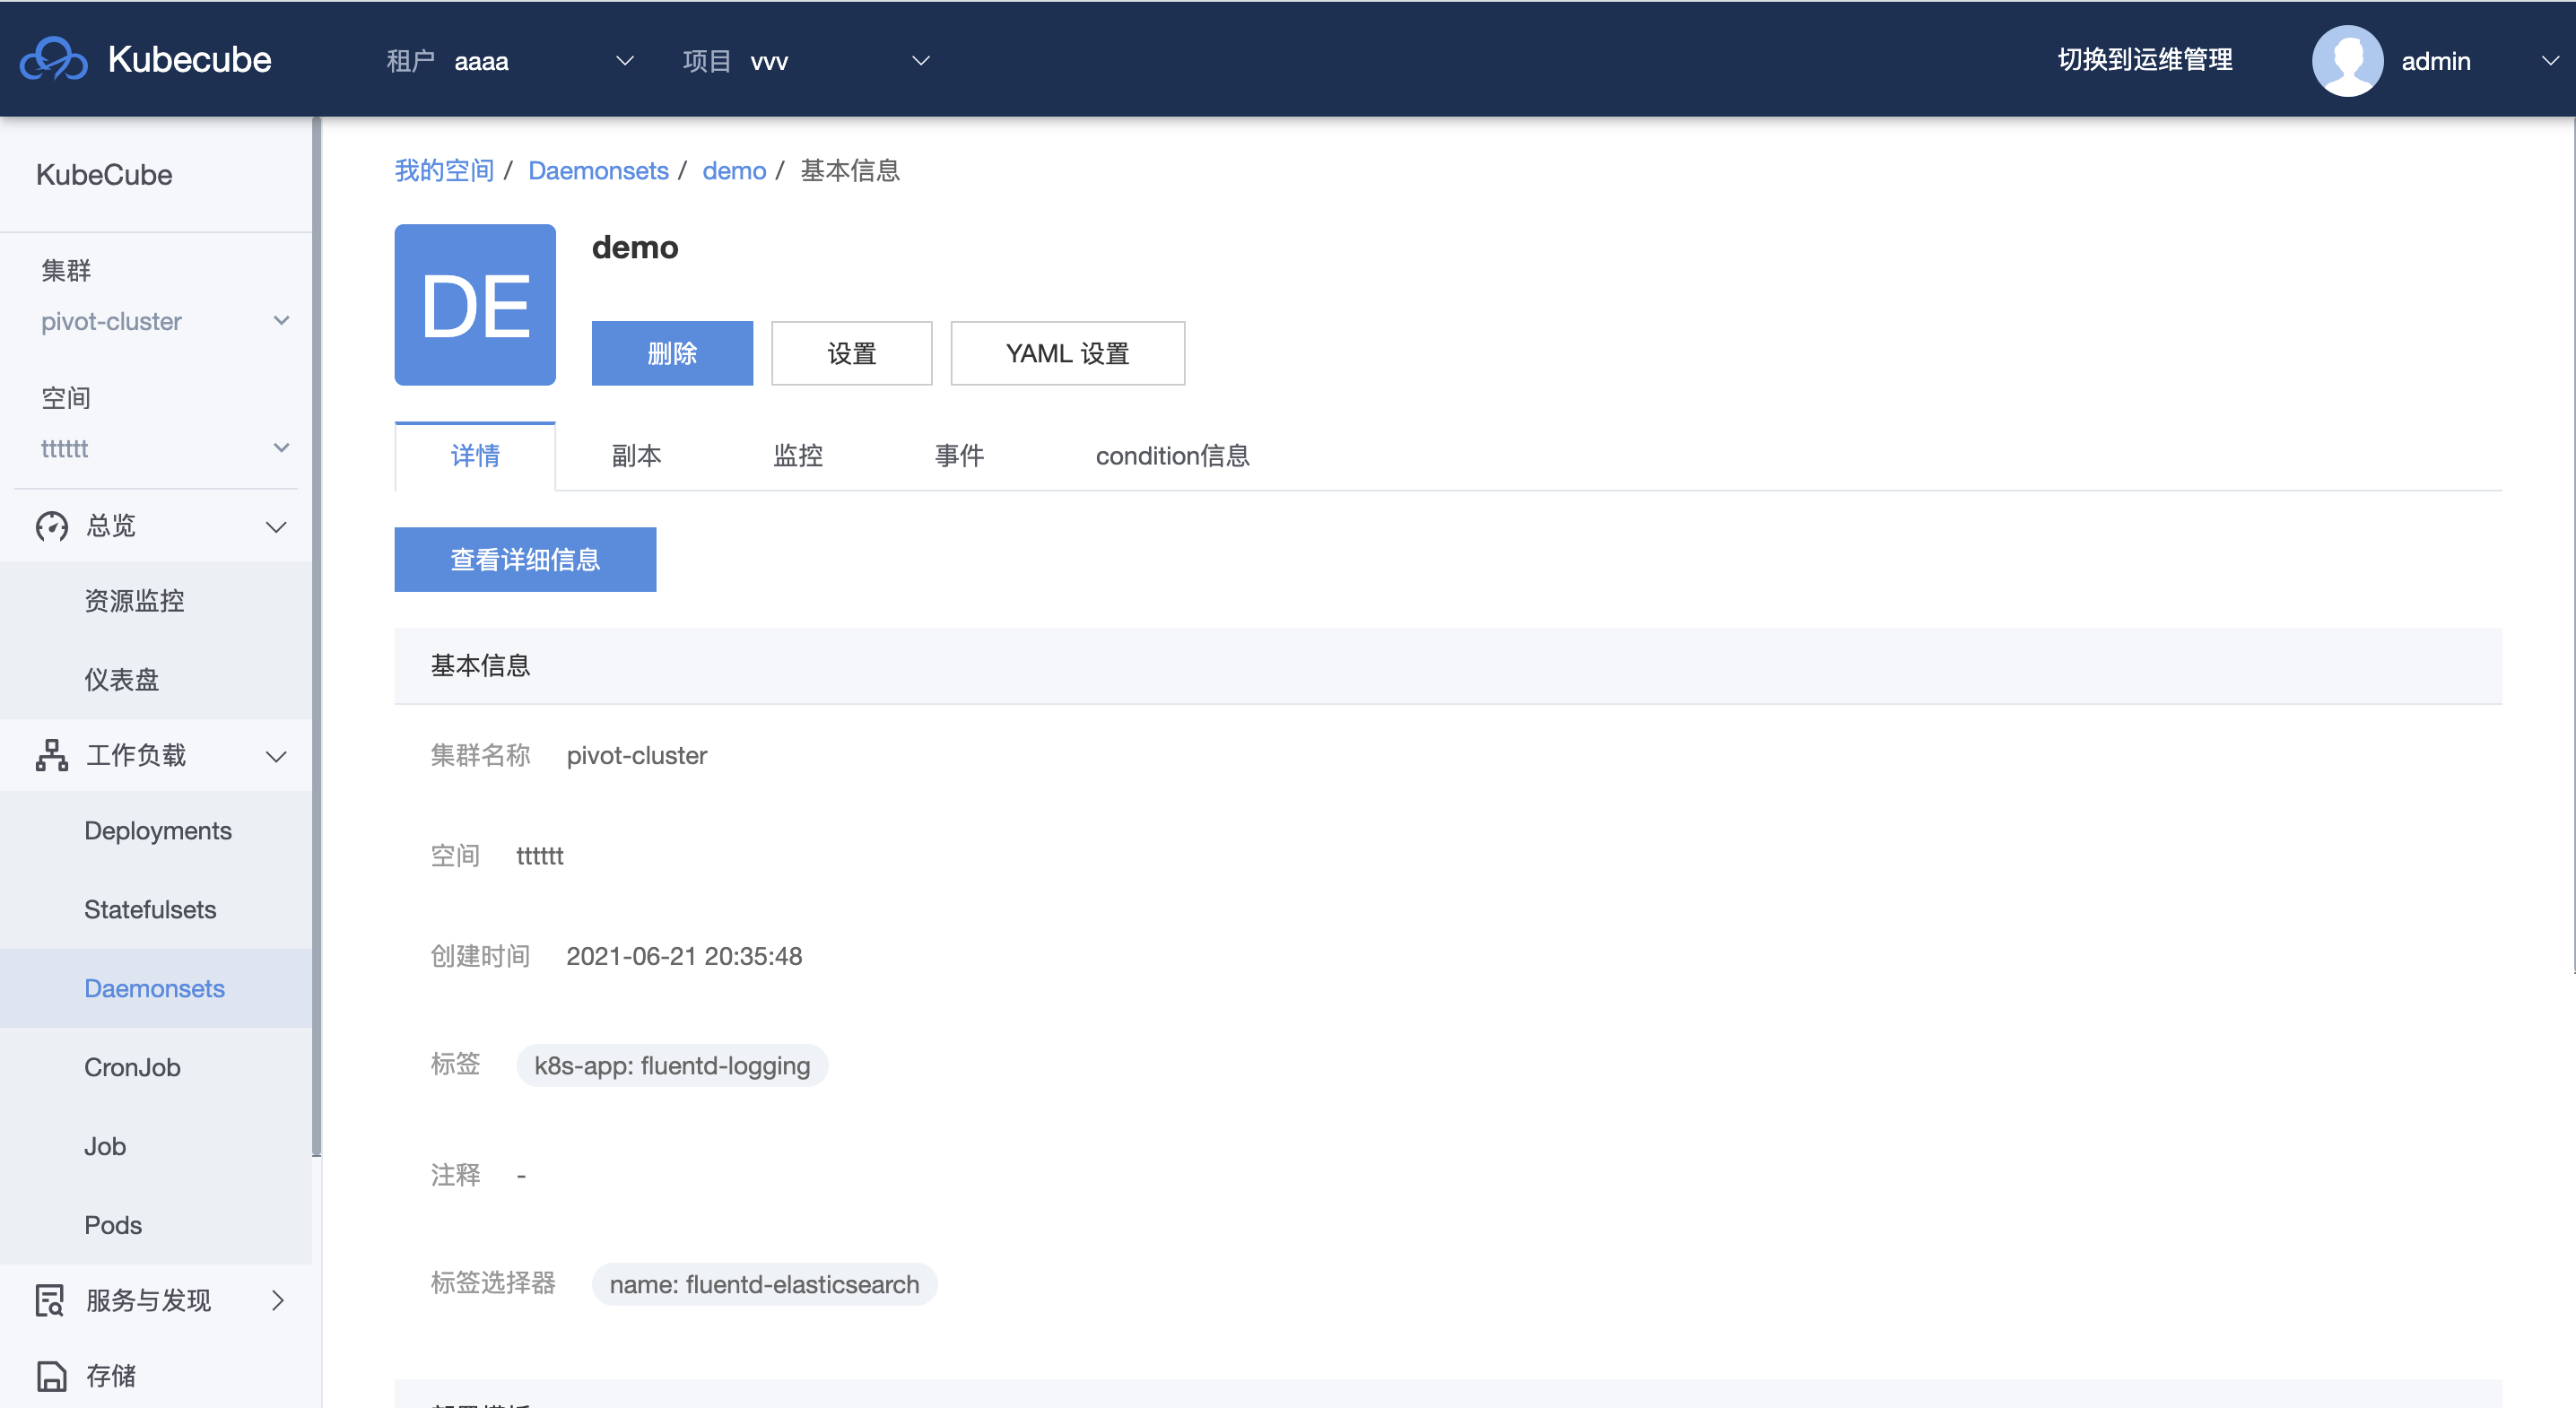 Kubecube
租户 aaaa
项目 vvv
切换到运维管理
admin
KubeCube
集群
pivot-cluster
空间
tttttt
总览
资源监控
仪表盘
工作负载
Deployments
Statefulsets
Daemonsets
CronJob
Job
Pods
服务与发现
存储
我的空间 / Daemonsets / demo / 基本信息
DE
demo
删除
设置
YAML 设置
详情
副本
监控
事件
condition信息
查看详细信息
基本信息
集群名称 pivot-cluster
空间 tttttt
创建时间 2021-06-21 20:35:48
标签 k8s-app: fluentd-logging
注释 -
标签选择器 name: fluentd-elasticsearch